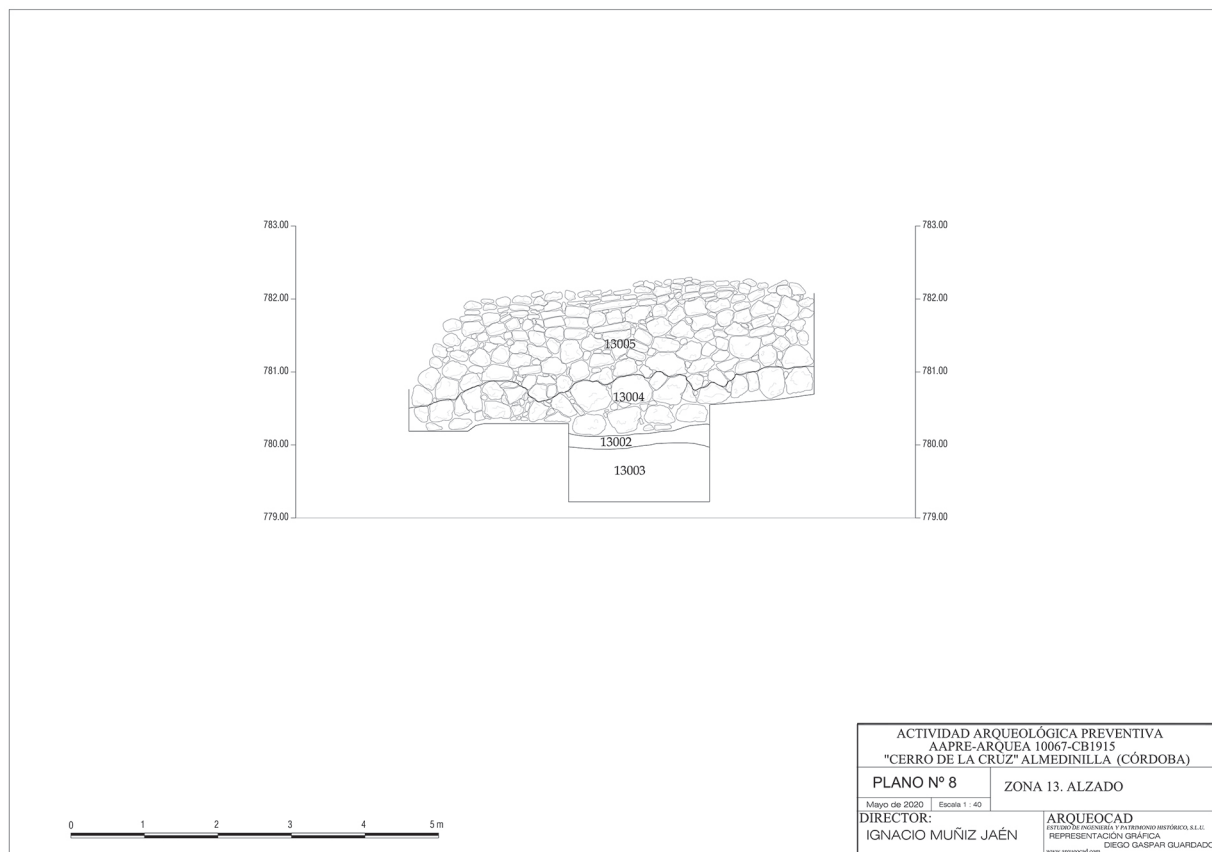 783.00 783.00
782.00 782.00
13005
781.00 781.00
13004
780.00 13002 780.00
13003
779.00 779.00
0 1 2 3 4 5 m
ACTIVIDAD ARQUEOLÓGICA PREVENTIVA
AAPRE-ARQUEA 10067-CB1915
"CERRO DE LA CRUZ" ALMEDINILLA (CÓRDOBA)
PLANO Nº 8
ZONA 13. ALZADO
Mayo de 2020 Escala 1 : 40
DIRECTOR:
IGNACIO MUÑIZ JAÉN
ARQUEOCAD
ESTUDIO DE INGENIERÍA Y PATRIMONIO HISTÓRICO, S.L.U.
REPRESENTACIÓN GRÁFICA
DIEGO GASPAR GUARDADO
www.arqueocad.com